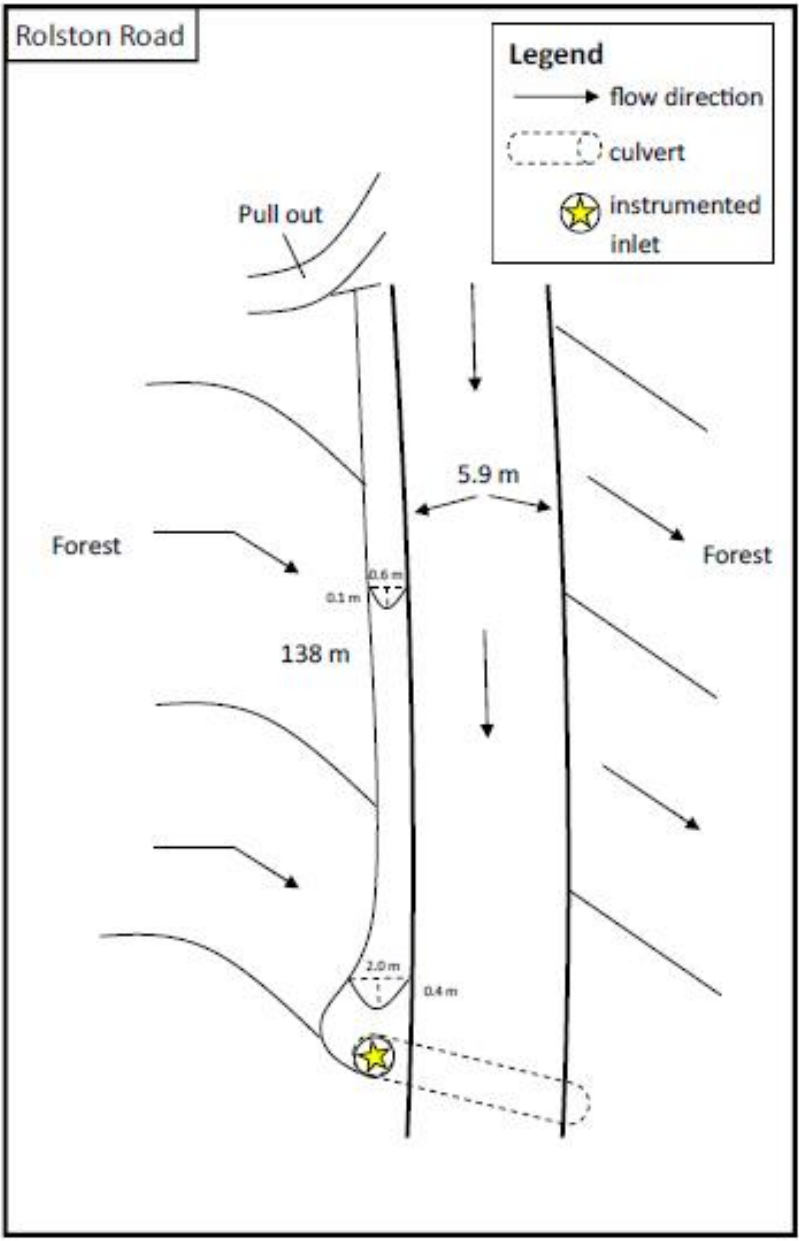 Rolston Road
Legend
flow direction
culvert
instrumented
inlet
Pull out
5.9 m
Forest
Forest
0.6 m
0.1 m
138 m
2.0 m
0.4 m